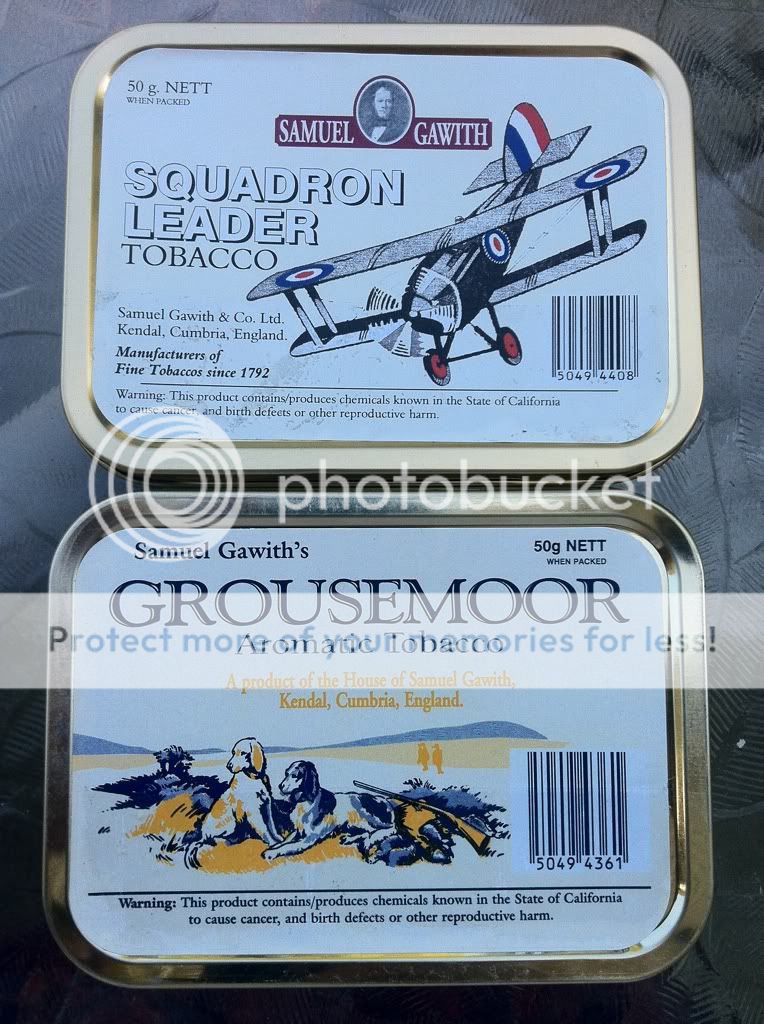 50 g. NETT
WHEN PACKED
SAMUEL GAWITH
SQUADRON
LEADER
TOBACCO
Samuel Gawith & Co. Ltd.
Kendal, Cumbria, England.
Manufacturers of
Fine Tobaccos since 1792
5049 4408
Warning: This product contains/produces chemicals known in the State of California
to cause cancer, and birth defects or other reproductive harm.
photobucket
Samuel Gawith's
50g NETT
WHEN PACKED
GROUSEMOOR
Protect more of your memories for less!
Aromatic Tobacco
A product of the House of Samuel Gawith,
Kendal, Cumbria, England.
5049 4361
Warning: This product contains/produces chemicals known in the State of California
to cause cancer, and birth defects or other reproductive harm.